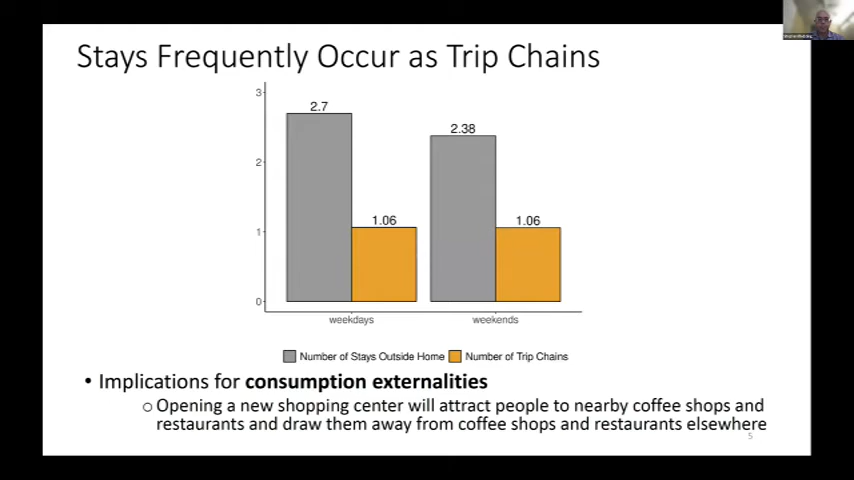 Stays Frequently Occur as Trip Chains
3
2.7
2.38
2
1.06
1.06
1
0
weekdays
weekends
Number of Stays Outside Home
Number of Trip Chains
• Implications for consumption externalities
o Opening a new shopping center will attract people to nearby coffee shops and
restaurants and draw them away from coffee shops and restaurants elsewhere
5